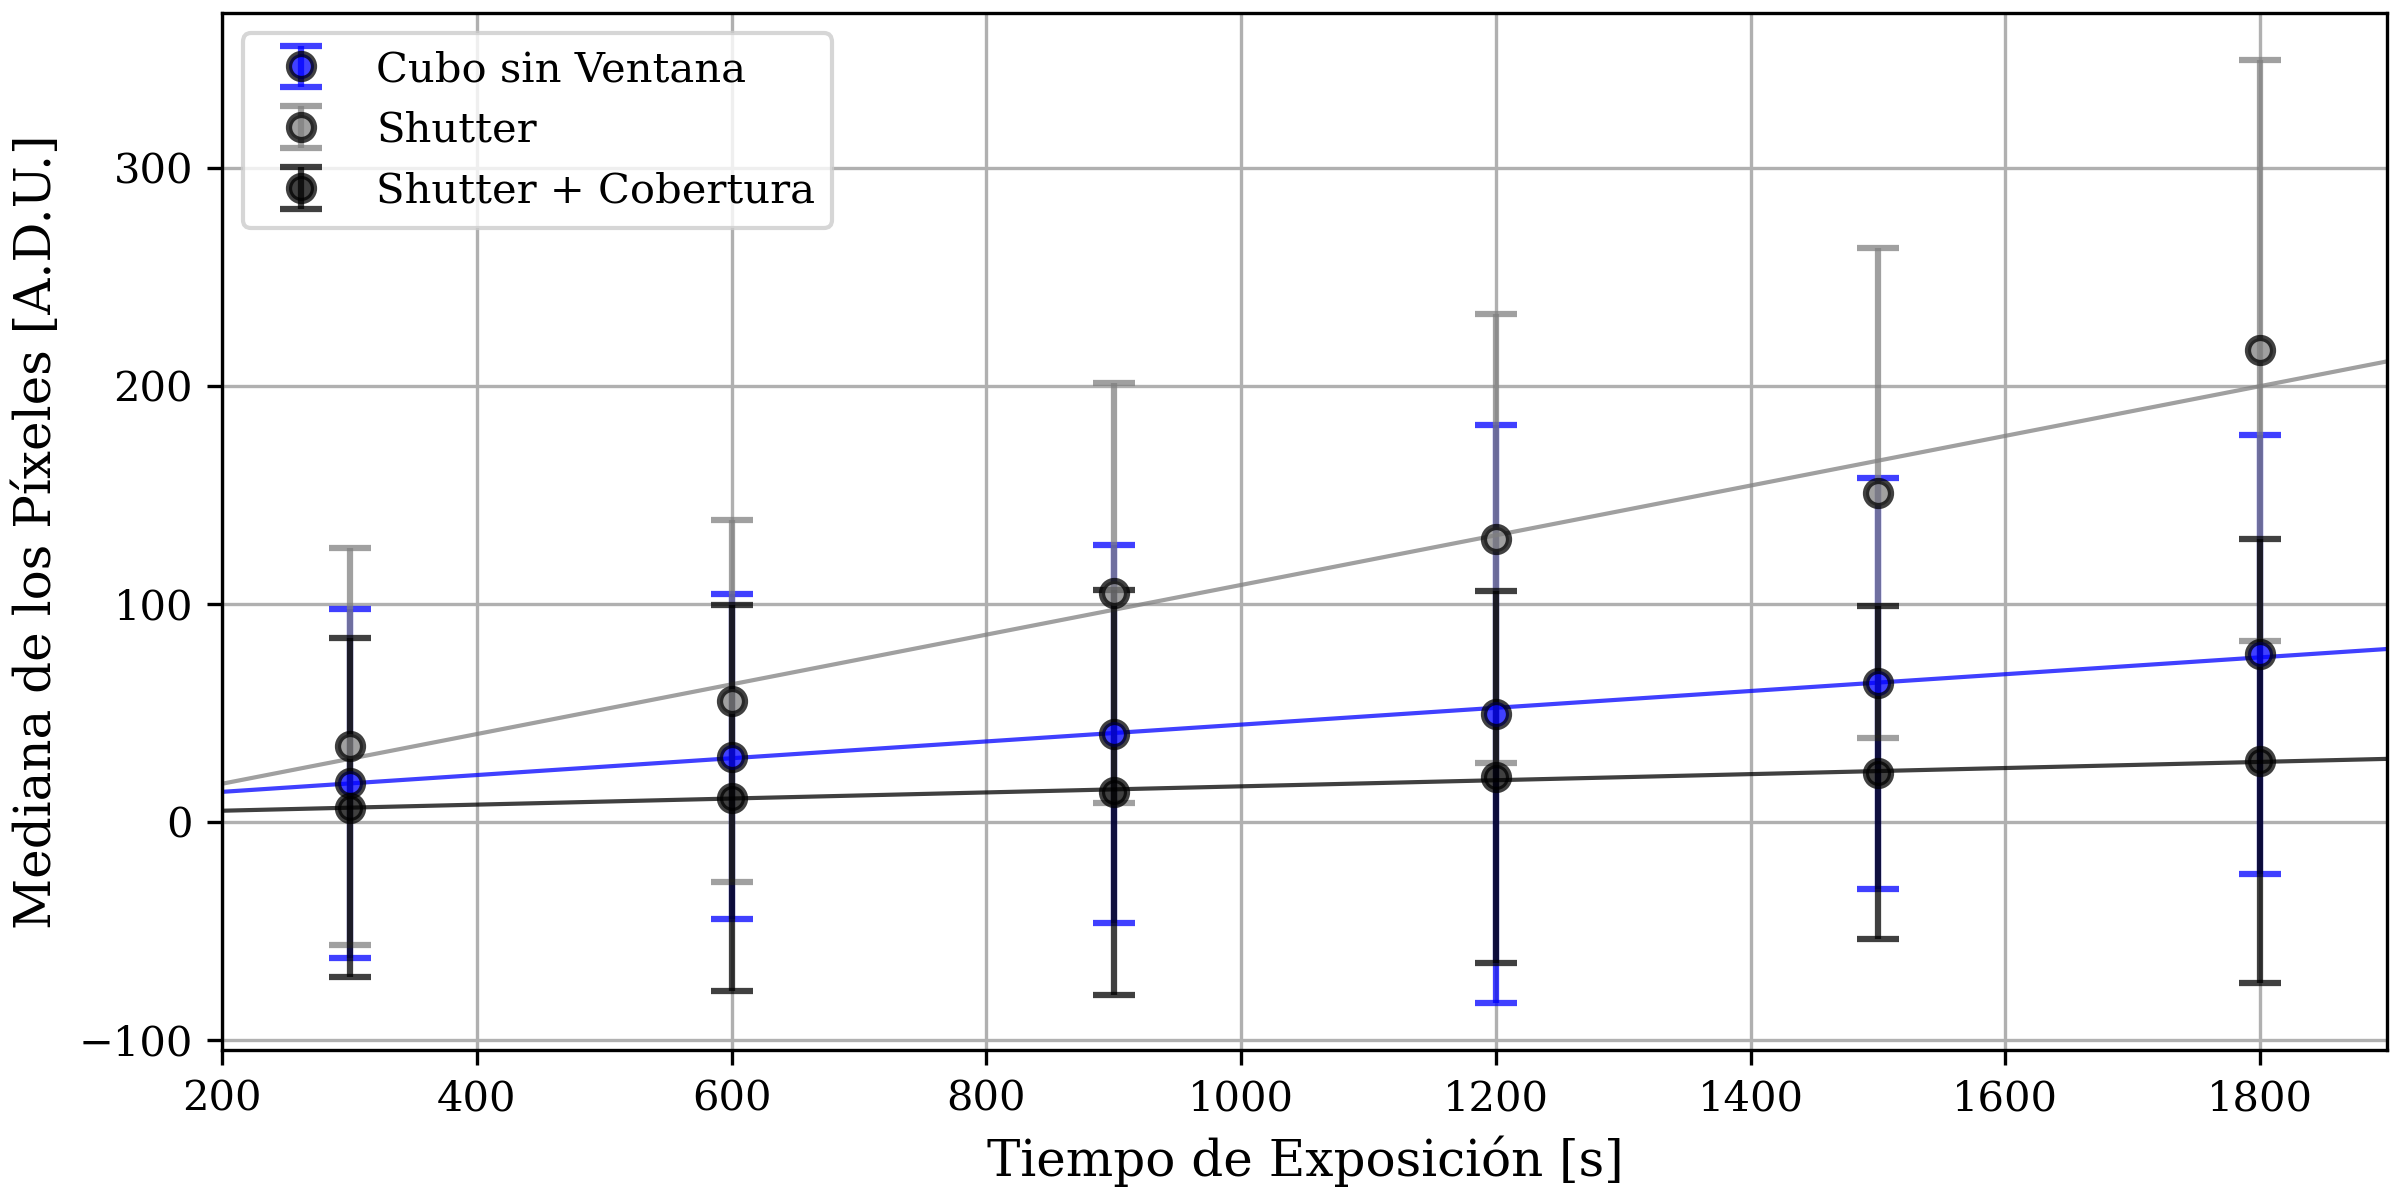 Cubo sin Ventana
Shutter
Shutter + Cobertura
Mediana de los Píxeles [A.D.U.]
300
200
100
0
−100
200 400 600 800 1000 1200 1400 1600 1800
Tiempo de Exposición [s]